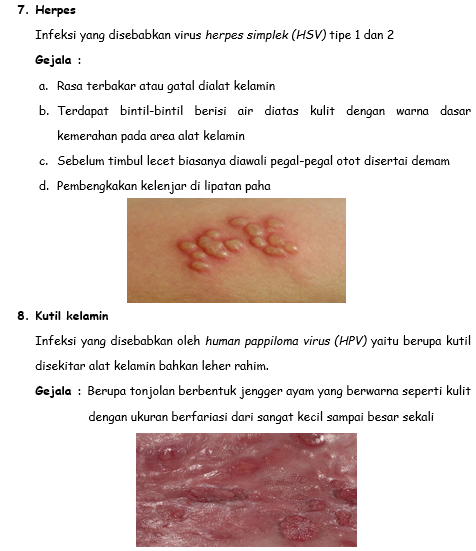 7. Herpes
Infeksi yang disebabkan virus herpes simplek (HSV) tipe 1 dan 2
Gejala :
a. Rasa terbakar atau gatal dialat kelamin
b. Terdapat bintil-bintil berisi air diatas kulit dengan warna dasar
kemerahan pada area alat kelamin
c. Sebelum timbul lecet biasanya diawali pegal-pegal otot disertai demam
d. Pembengkakan kelenjar di lipatan paha
8. Kutil kelamin
Infeksi yang disebabkan oleh human pappiloma virus (HPV) yaitu berupa kutil
disekitar alat kelamin bahkan leher rahim.
Gejala : Berupa tonjolan berbentuk jengger ayam yang berwarna seperti kulit
dengan ukuran berfariasi dari sangat kecil sampai besar sekali